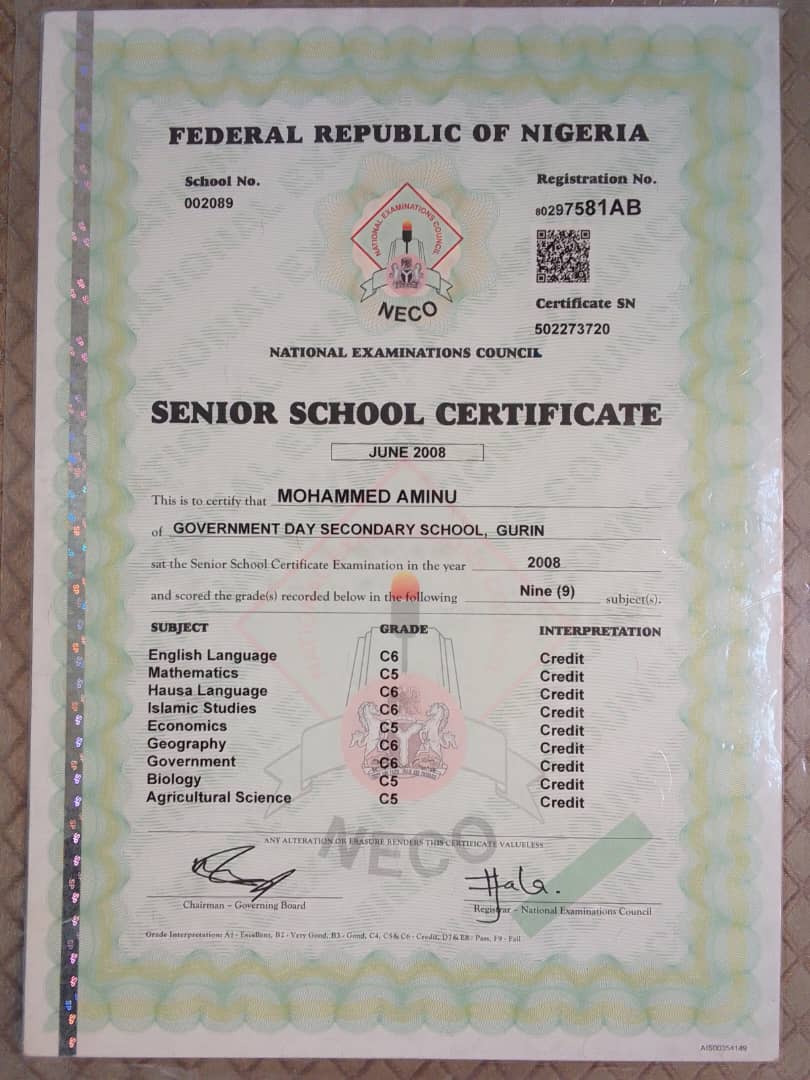 FEDERAL REPUBLIC OF NIGERIA
School No.
002089
Registration No.
80297581AB
NATIONAL EXAMINATIONS COUNCIL
NECO
Certificate SN
502273720
NATIONAL EXAMINATIONS COUNCIL
SENIOR SCHOOL CERTIFICATE
JUNE 2008
This is to certify that MOHAMMED AMINU
of GOVERNMENT DAY SECONDARY SCHOOL, GURIN
sat the Senior School Certificate Examination in the year 2008
and scored the grade(s) recorded below in the following Nine (9) subject(s).
SUBJECT GRADE INTERPRETATION
English Language C6 Credit
Mathematics C5 Credit
Hausa Language C6 Credit
Islamic Studies C6 Credit
Economics C5 Credit
Geography C6 Credit
Government C6 Credit
Biology C5 Credit
Agricultural Science C5 Credit
NECO
ANY ALTERATION OR ERASURE RENDERS THIS CERTIFICATE VALUELESS
Chairman - Governing Board
Registrar - National Examinations Council
Grade Interpretation: A1 - Excellent, B2 - Very Good, B3 - Good, C4, C5 & C6 - Credit, D7 & E8 - Pass, F9 - Fail
AIS00354149